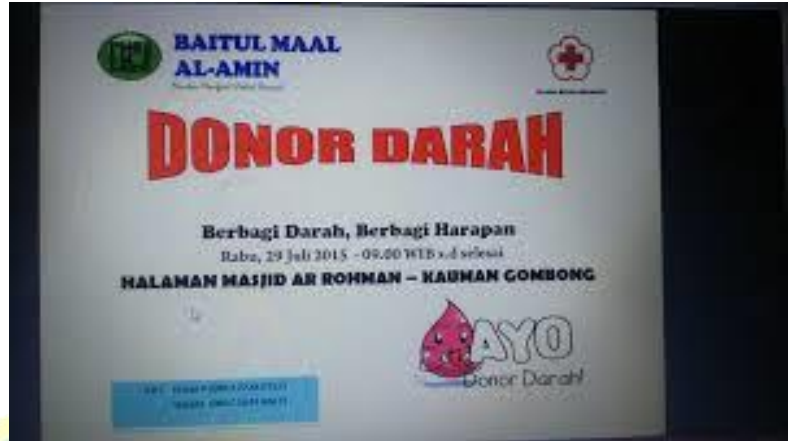 BAITUL MAAL
AL-AMIN
DONOR DARAH
Berbagi Darah, Berbagi Harapan
Rabu, 29 Juli 2015 - 09.00 WIB s.d selesai
HALAMAN MASJID AR ROHMAN – KAUMAN GOMBONG
AYO
Donor Darah!